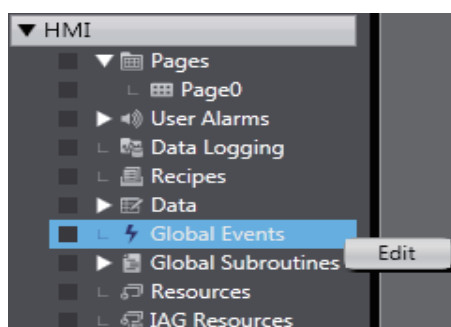 HMI
Pages
Page0
User Alarms
Data Logging
Recipes
Data
Global Events
Edit
Global Subroutines
Resources
IAG Resources